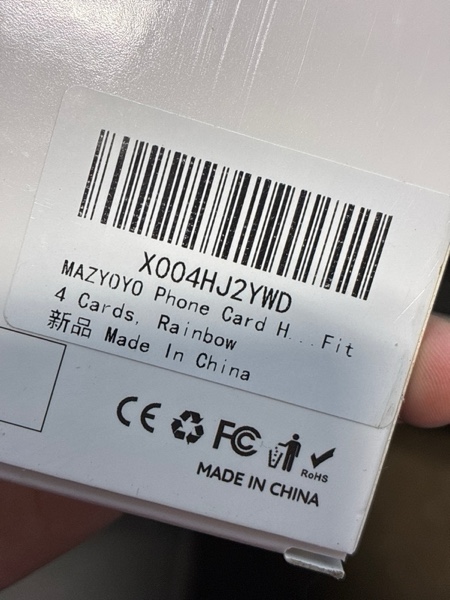 X004HJ2YWD
MAZYOYO Phone Card H...Fit
4 Cards, Rainbow
新品 Made In China
CE FC RoHS
MADE IN CHINA